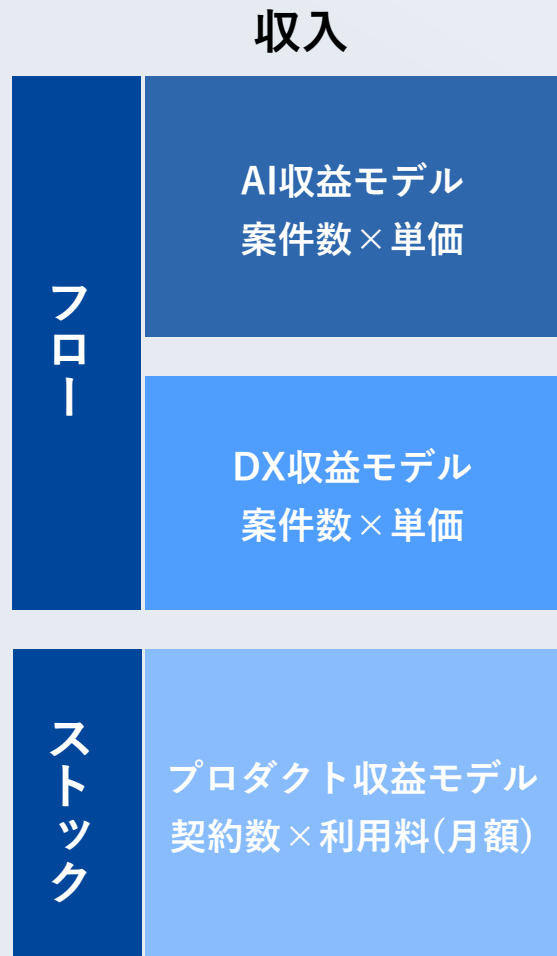 収入
フロー
AI収益モデル
案件数×単価
DX収益モデル
案件数×単価
ストック
プロダクト収益モデル
契約数×利用料(月額)